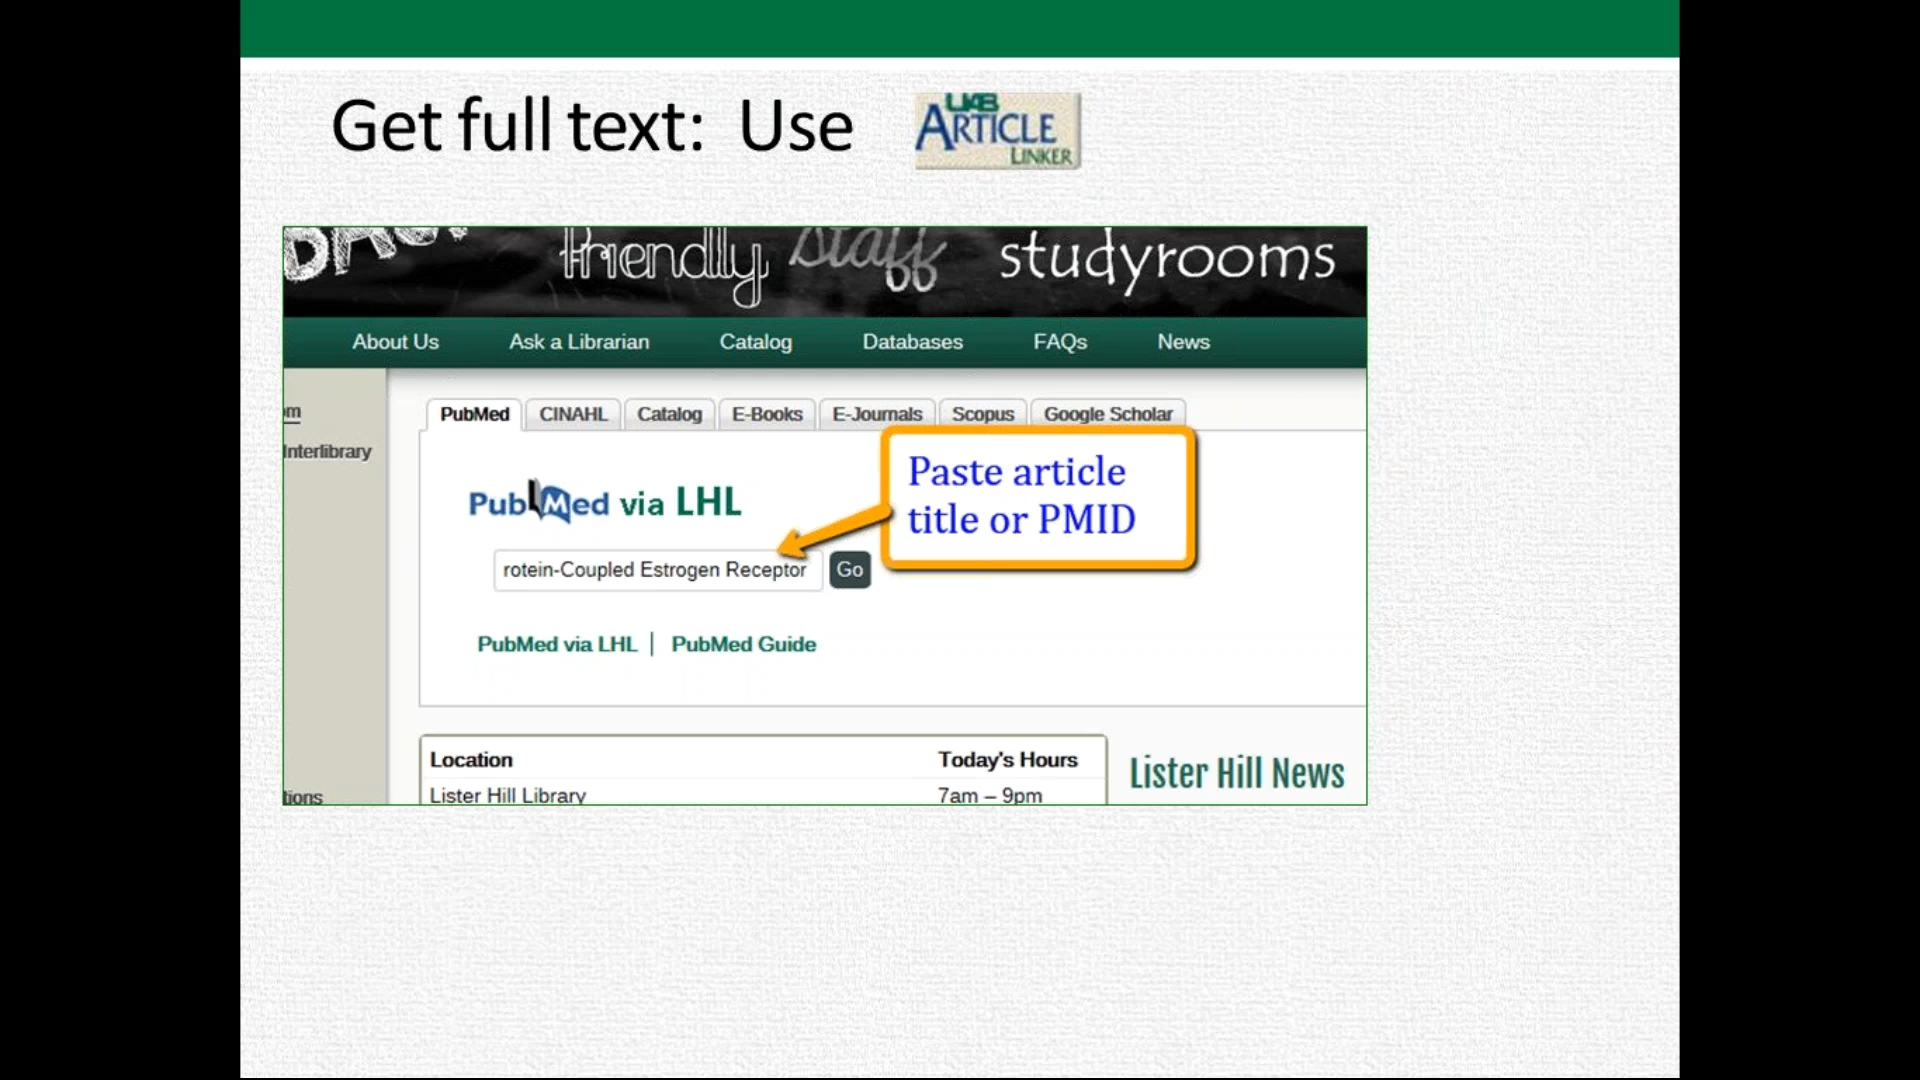 Get full text: Use
UAB
ARTICLE
LINKER
friendly staff studyrooms
About Us Ask a Librarian Catalog Databases FAQs News
om
Interlibrary
PubMed CINAHL Catalog E-Books E-Journals Scopus Google Scholar
Paste article
title or PMID
PubMed via LHL
rotein-Coupled Estrogen Receptor Go
PubMed via LHL | PubMed Guide
Location Today's Hours
Lister Hill Library 7am – 9pm
Lister Hill News
tions